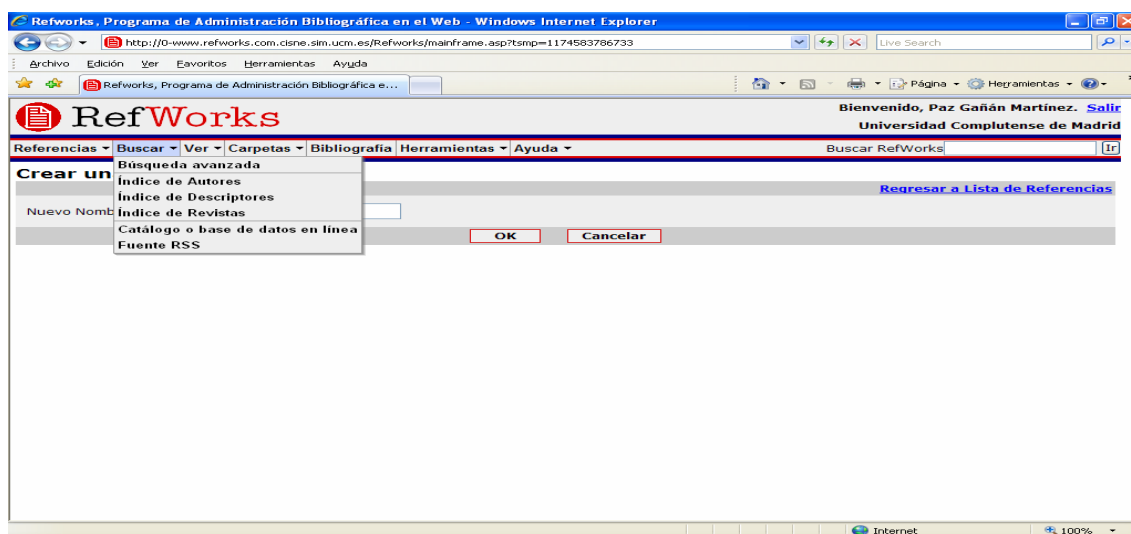 Refworks, Programa de Administración Bibliográfica en el Web - Windows Internet Explorer
http://0-www.refworks.com.cisne.sim.ucm.es/Refworks/mainframe.asp?tsmp=1174583786733 Live Search
Archivo Edición Ver Favoritos Herramientas Ayuda
Refworks, Programa de Administración Bibliográfica e... Página Herramientas
RefWorks
Bienvenido, Paz Gañán Martínez. Salir
Universidad Complutense de Madrid
Referencias Buscar Ver Carpetas Bibliografía Herramientas Ayuda Buscar RefWorks Ir
Búsqueda avanzada
Crear un
Índice de Autores
Regresar a Lista de Referencias
Índice de Descriptores
Nuevo Nomb
Índice de Revistas
Catálogo o base de datos en línea
OK Cancelar
Fuente RSS
Internet 100%